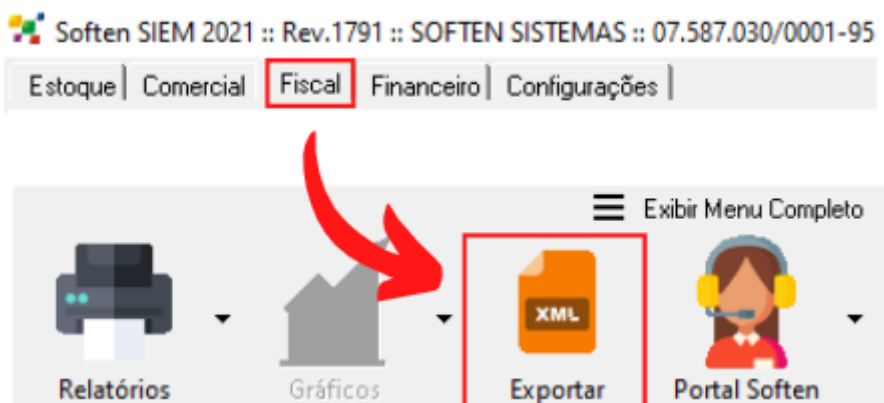 Soften SIEM 2021 :: Rev.1791 :: SOFTEN SISTEMAS :: 07.587.030/0001-95
Estoque Comercial Fiscal Financeiro Configurações
Exibir Menu Completo
XML
Relatórios Gráficos Exportar Portal Soften